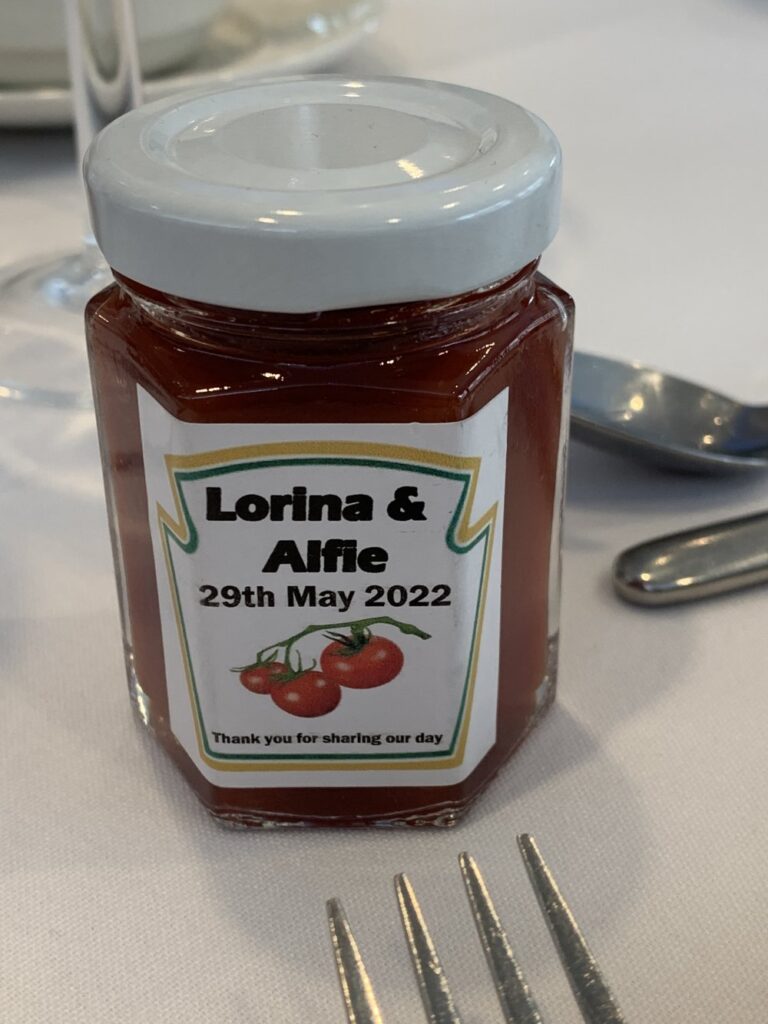 Lorina &
Alfie
29th May 2022
Thank you for sharing our day